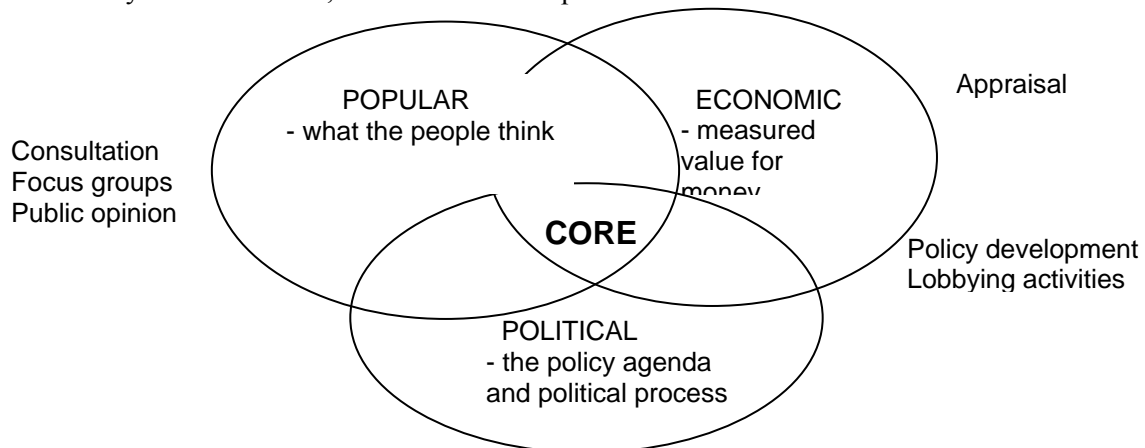 POPULAR
- what the people think
ECONOMIC
- measured
value for
money
Appraisal
Consultation
Focus groups
Public opinion
CORE
Policy development
Lobbying activities
POLITICAL
- the policy agenda
and political process